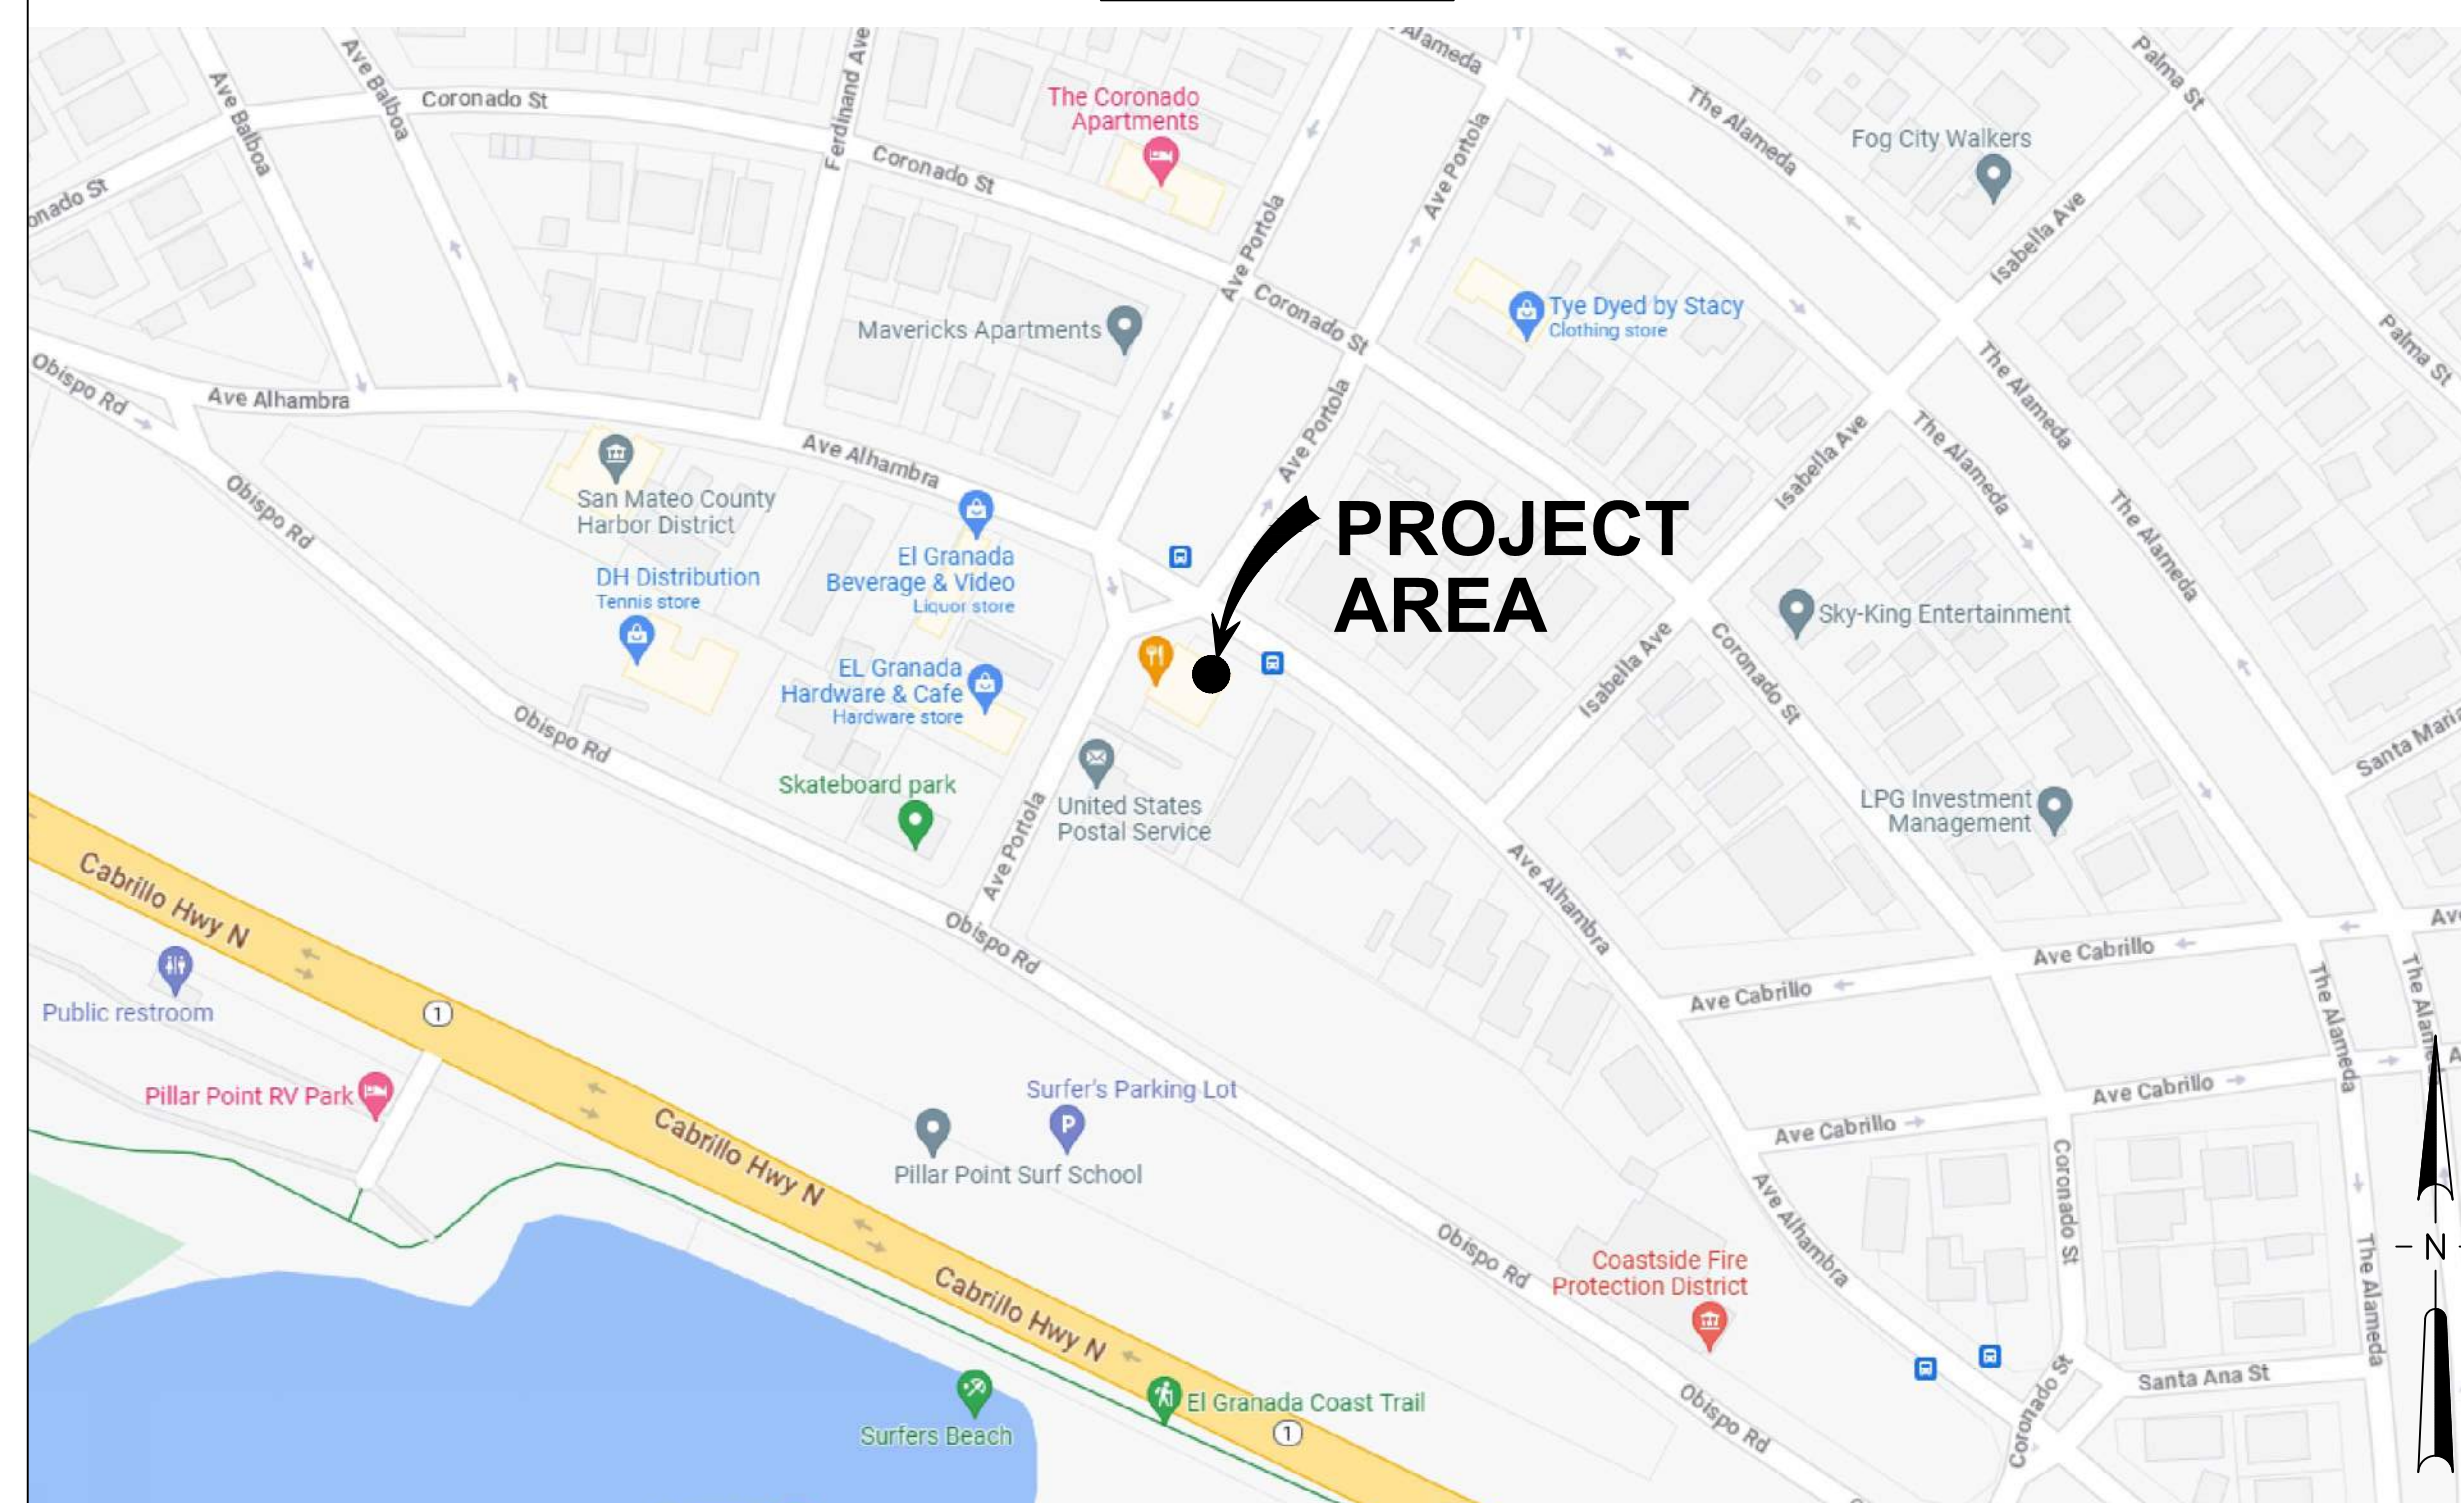 Alameda
Palma St
Ave Balboa
Ave Balboa
Ferdinand Ave
Coronado St
The Coronado
Apartments
The Alameda
Fog City Walkers
Ave Portola
Coronado St
onado St
Ave Portola
Isabella Ave
Coronado St
Tye Dyed by Stacy
Clothing store
Mavericks Apartments
Palma St
Obispo Rd
Ave Alhambra
The Alameda
Ave Portola
Isabella Ave
The Alameda
Ave Alhambra
San Mateo County
Harbor District
Obispo Rd
PROJECT
AREA
The Alameda
El Granada
Beverage & Video
Liquor store
DH Distribution
Tennis store
Sky-King Entertainment
Isabella Ave
Coronado St
EL Granada
Hardware & Cafe
Hardware store
Obispo Rd
Santa Maria
Skateboard park
United States
Postal Service
Ave Portola
LPG Investment
Management
Cabrillo Hwy N
Ave Alhambra
Obispo Rd
Av
Ave Cabrillo
Ave Cabrillo
The Alameda
The Alame
Public restroom
1
Pillar Point RV Park
Surfer's Parking Lot
P
Ave Cabrillo
A
Cabrillo Hwy N
Pillar Point Surf School
Ave Cabrillo
Coronado St
Ave Alhambra
Obispo Rd
Coastside Fire
Protection District
The Alameda
N
Cabrillo Hwy N
El Granada Coast Trail
Surfers Beach
1
Obispo Rd
Coronado St
Santa Ana St